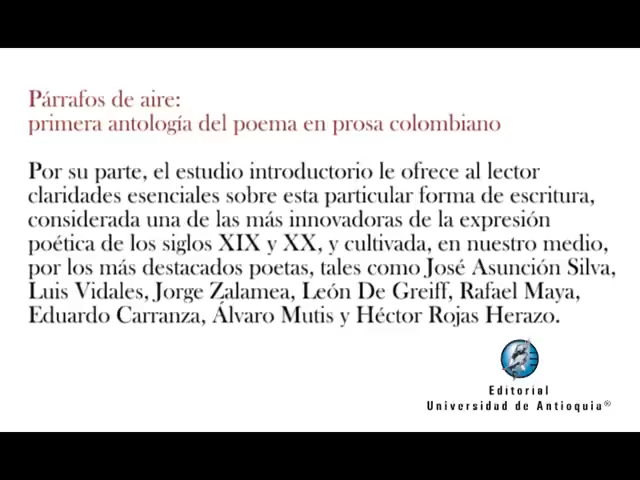 Párrafos de aire:
primera antología del poema en prosa colombiano
Por su parte, el estudio introductorio le ofrece al lector
claridades esenciales sobre esta particular forma de escritura,
considerada una de las más innovadoras de la expresión
poética de los siglos XIX y XX, y cultivada, en nuestro medio,
por los más destacados poetas, tales como José Asunción Silva,
Luis Vidales, Jorge Zalamea, León De Greiff, Rafael Maya,
Eduardo Carranza, Álvaro Mutis y Héctor Rojas Herazo.
Editorial
Universidad de Antioquia®